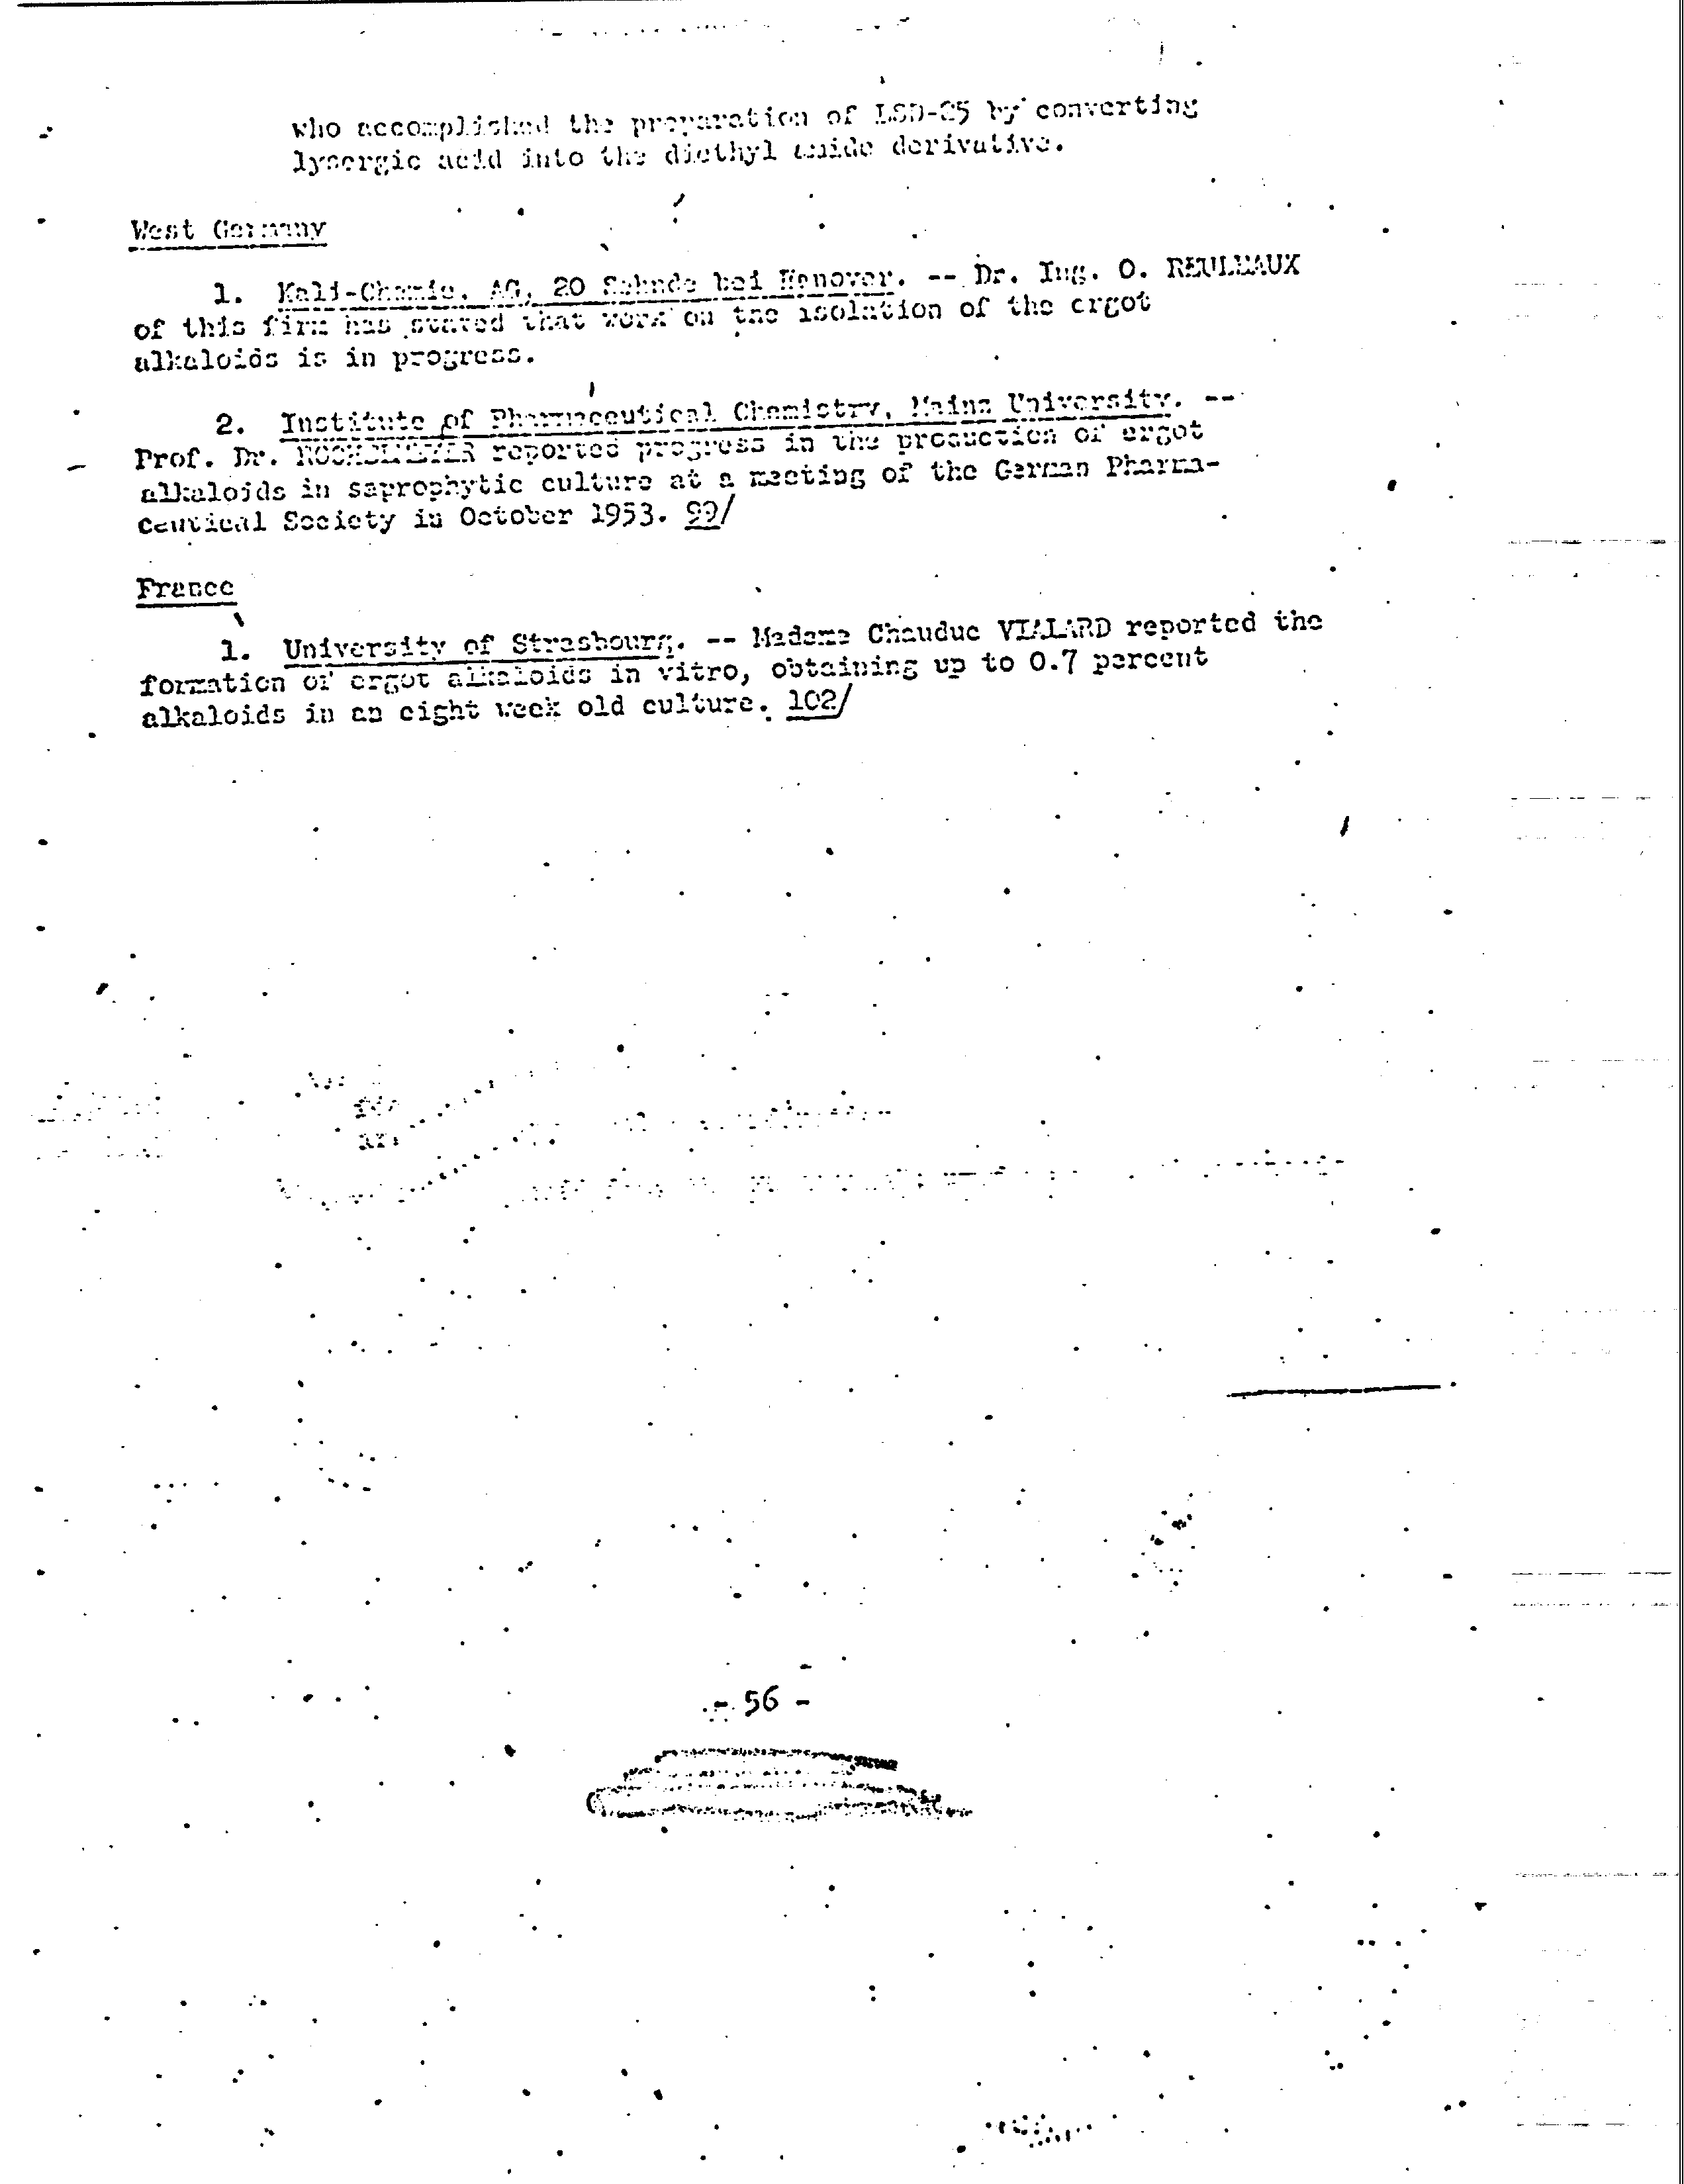 who accomplished the preparation of LSD-25 by converting
lysergic acid into the diethyl amide derivative.
West Germany
1. Kali-Chemie, AG, 20 Sehnde bei Hanover. -- Dr. Ing. O. REULEAUX
of this firm has stated that work on the isolation of the ergot
alkaloids is in progress.
2. Institute of Pharmaceutical Chemistry, Mainz University. --
Prof. Dr. reported progress in the production of ergot
alkaloids in saprophytic culture at a meeting of the German Pharma-
ceutical Society in October 1953. 99/
France
1. University of Strasbourg. -- Madame Chauduc VIALARD reported the
formation of ergot alkaloids in vitro, obtaining up to 0.7 percent
alkaloids in an eight week old culture. 102/
- 56 -